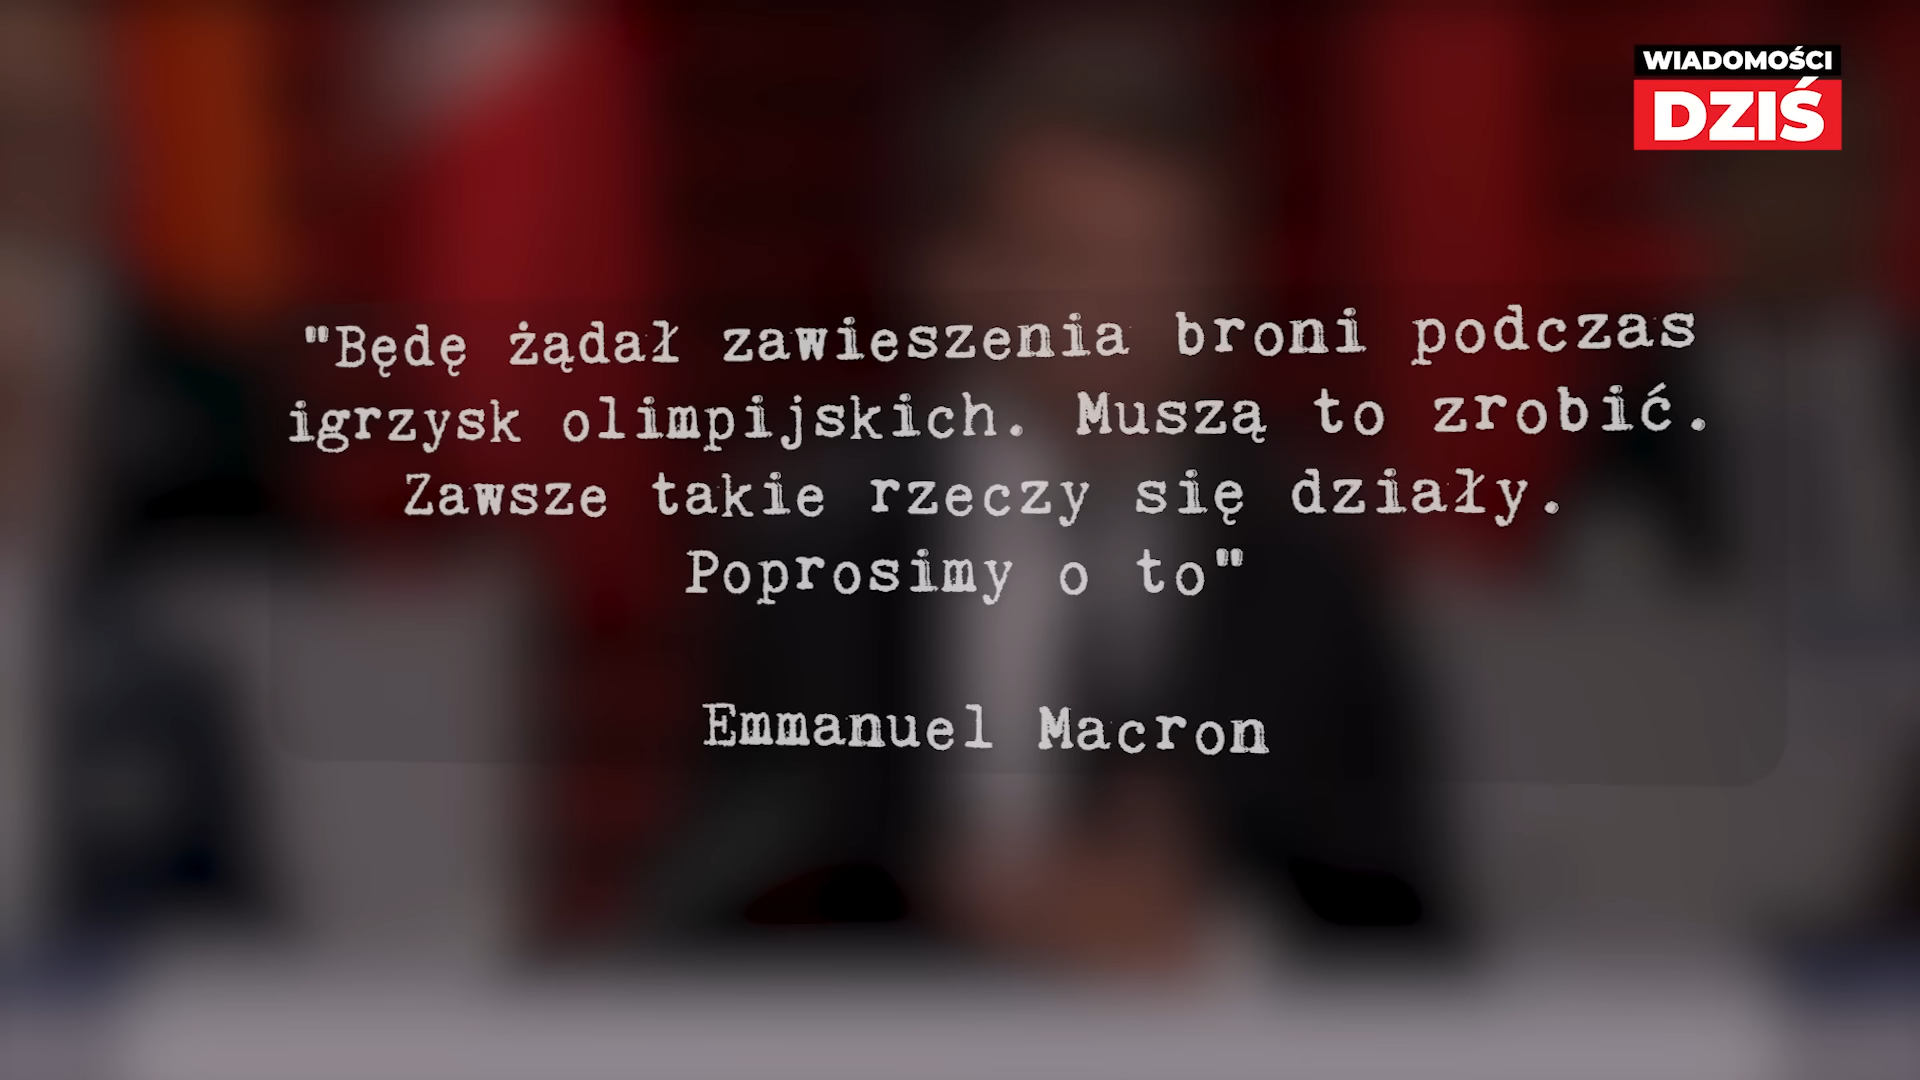 WIADOMOŚCI
DZIŚ
"Będę żądał zawieszenia broni podczas
igrzysk olimpijskich. Muszą to zrobić.
Zawsze takie rzeczy się działy.
Poprosimy o to"
Emmanuel Macron